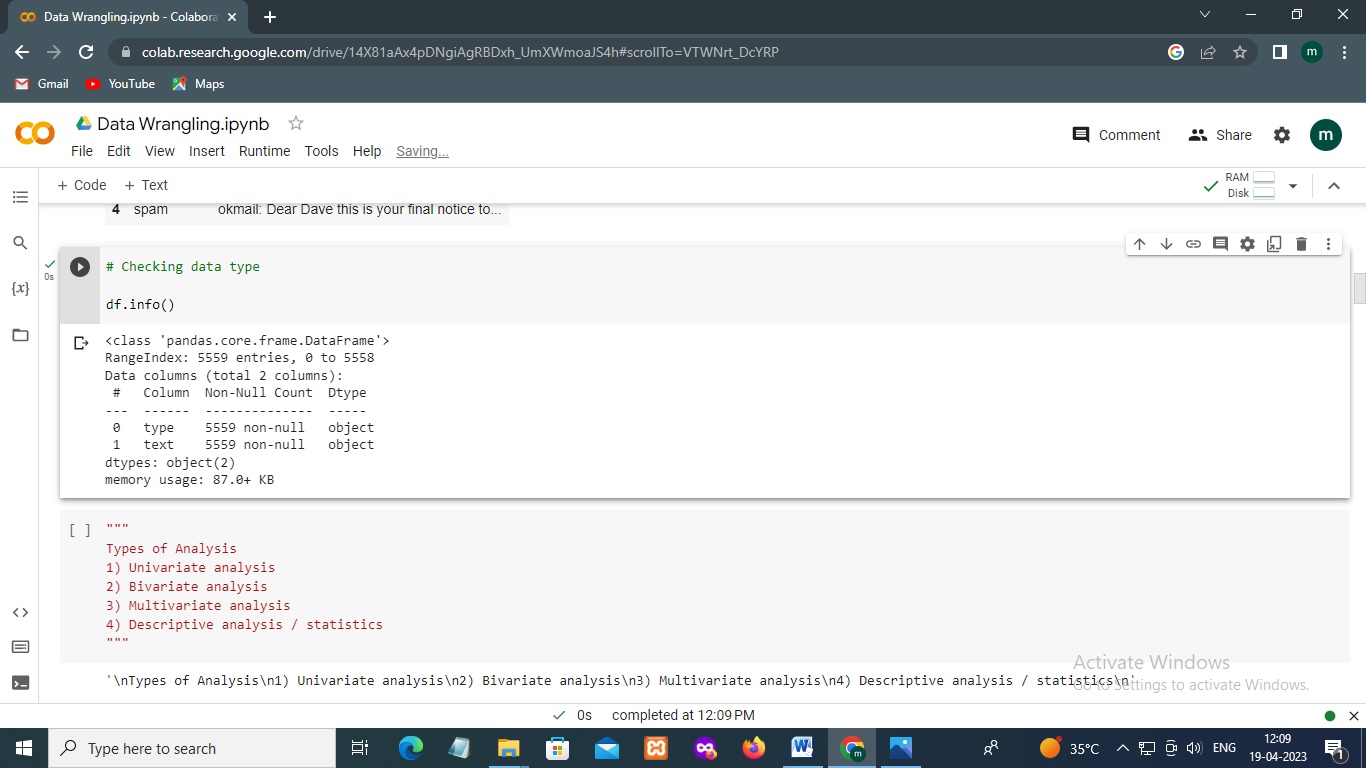 Data Wrangling.ipynb - Colabora
colab.research.google.com/drive/14X81aAx4pDNgiAgRBDxh_UmXWmoaJS4h#scrollTo=VTWNrt_DcYRP
m
Gmail YouTube Maps
Data Wrangling.ipynb
File Edit View Insert Runtime Tools Help Saving...
Comment Share m
+ Code + Text
RAM
Disk
4 spam okmail: Dear Dave this is your final notice to...
{x}
0s
# Checking data type
df.info()
<class 'pandas.core.frame.DataFrame'>
RangeIndex: 5559 entries, 0 to 5558
Data columns (total 2 columns):
# Column Non-Null Count Dtype
--- ------ -------------- -----
0 type 5559 non-null object
1 text 5559 non-null object
dtypes: object(2)
memory usage: 87.0+ KB
[ ] """
Types of Analysis
1) Univariate analysis
2) Bivariate analysis
3) Multivariate analysis
4) Descriptive analysis / statistics
"""
'\nTypes of Analysis\n1) Univariate analysis\n2) Bivariate analysis\n3) Multivariate analysis\n4) Descriptive analysis / statistics\n'
Activate Windows
Go to Settings to activate Windows.
0s completed at 12:09 PM
Type here to search
35°C ENG
12:09
19-04-2023
1